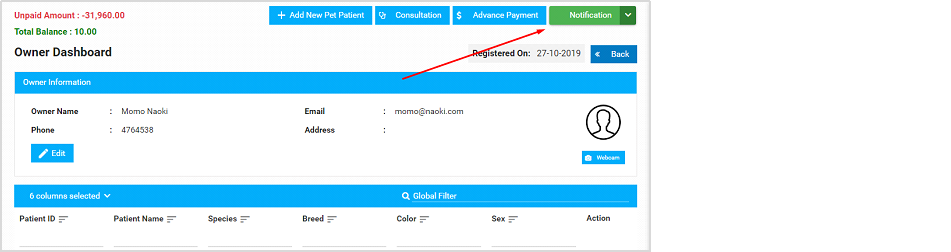 Unpaid Amount : -31,960.00
+ Add New Pet Patient Consultation $ Advance Payment Notification
Total Balance : 10.00
Owner Dashboard
Registered On: 27-10-2019 « Back
Owner Information
Owner Name : Momo Naoki Email : momo@naoki.com
Phone : 4764538 Address :
Edit
Webcam
6 columns selected Global Filter
Patient ID Patient Name Species Breed Color Sex Action